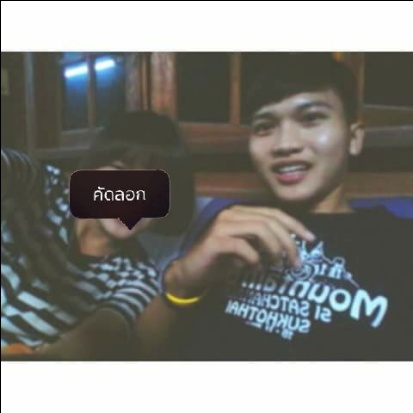 คัดลอก
Mountain
SI SATCHANALAI
SUKHOTHAI